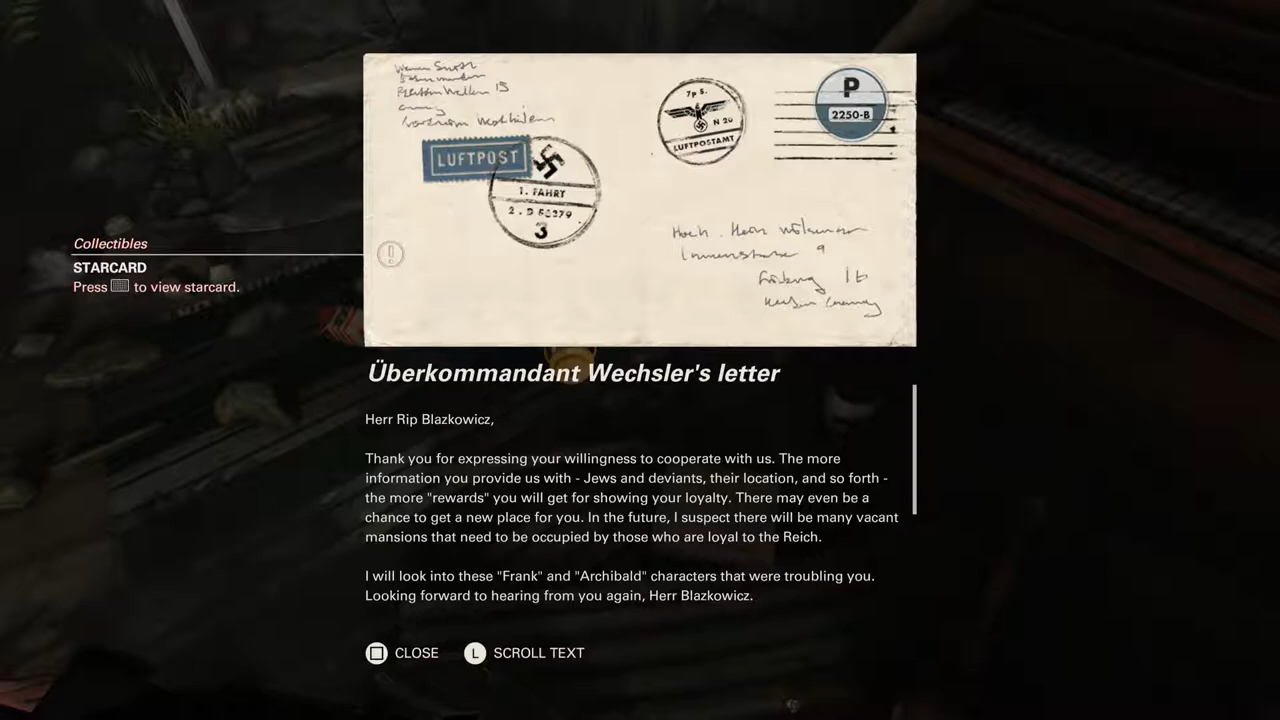 LUFTPOST
1. FAHRT
3
7p S.
N 20
LUFTPOSTAMT
P
2250-B
Collectibles
STARCARD
Press to view starcard.
Überkommandant Wechsler's letter
Herr Rip Blazkowicz,
Thank you for expressing your willingness to cooperate with us. The more
information you provide us with - Jews and deviants, their location, and so forth -
the more "rewards" you will get for showing your loyalty. There may even be a
chance to get a new place for you. In the future, I suspect there will be many vacant
mansions that need to be occupied by those who are loyal to the Reich.
I will look into these "Frank" and "Archibald" characters that were troubling you.
Looking forward to hearing from you again, Herr Blazkowicz.
CLOSE
L SCROLL TEXT